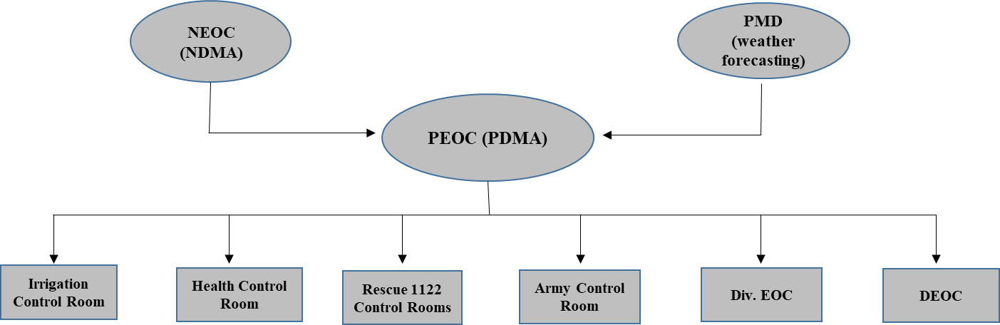 NEOC
(NDMA)
PMD
(weather
forecasting)
PEOC (PDMA)
Irrigation
Control Room
Health Control
Room
Rescue 1122
Control Rooms
Army Control
Room
Div. EOC
DEOC